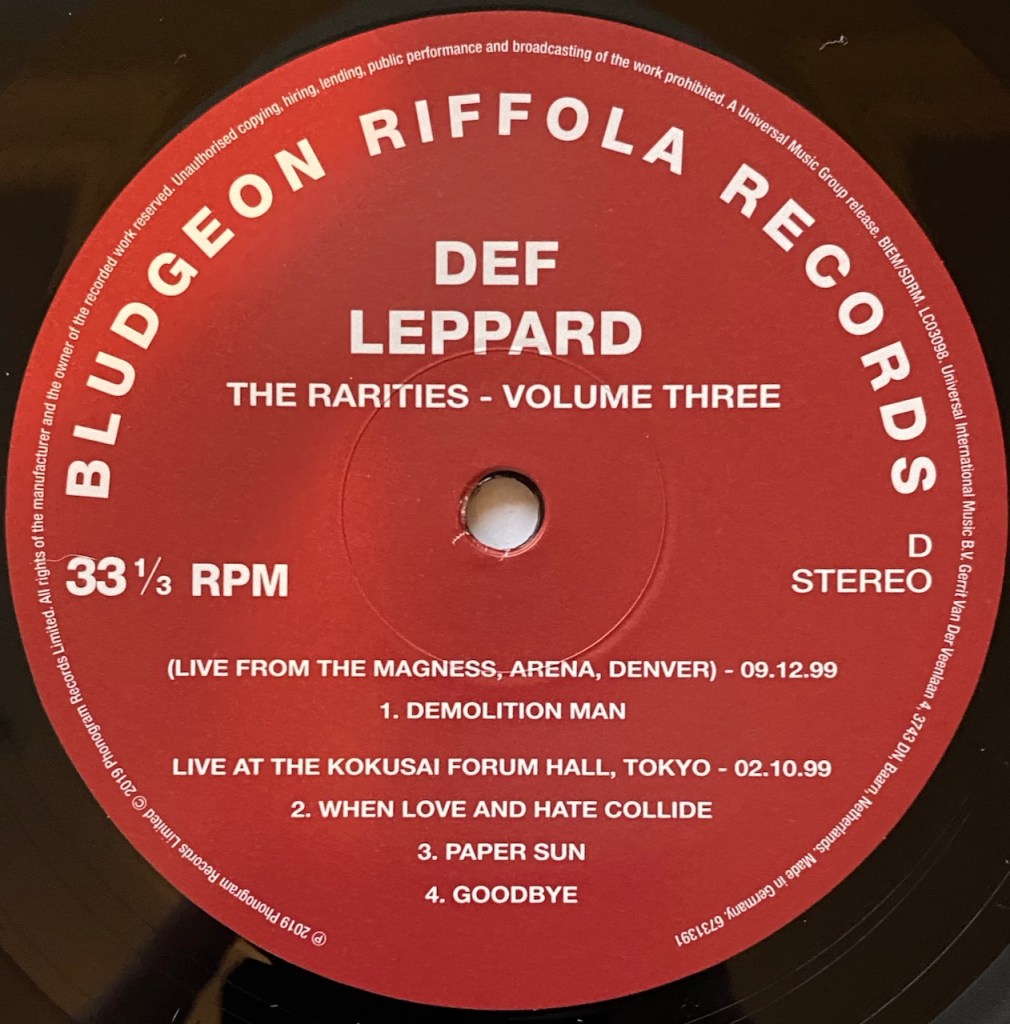 ℗ 2019 Phonogram Records Limited © 2019 Phonogram Records Limited. All rights of the manufacturer and the owner of the recorded work reserved. Unauthorised copying, hiring, lending, public performance and broadcasting of the work prohibited. A Universal Music Group release. BIEM/SDRM. LC03098. Universal International Music B.V. Gerrit Van Der Veenlaan 4, 3743 DN, Baarn, Netherlands. Made in Germany. 6731391
BLUDGEON RIFFOLA RECORDS
DEF
LEPPARD
THE RARITIES - VOLUME THREE
33 1/3 RPM
D
STEREO
(LIVE FROM THE MAGNESS, ARENA, DENVER) - 09.12.99
1. DEMOLITION MAN
LIVE AT THE KOKUSAI FORUM HALL, TOKYO - 02.10.99
2. WHEN LOVE AND HATE COLLIDE
3. PAPER SUN
4. GOODBYE